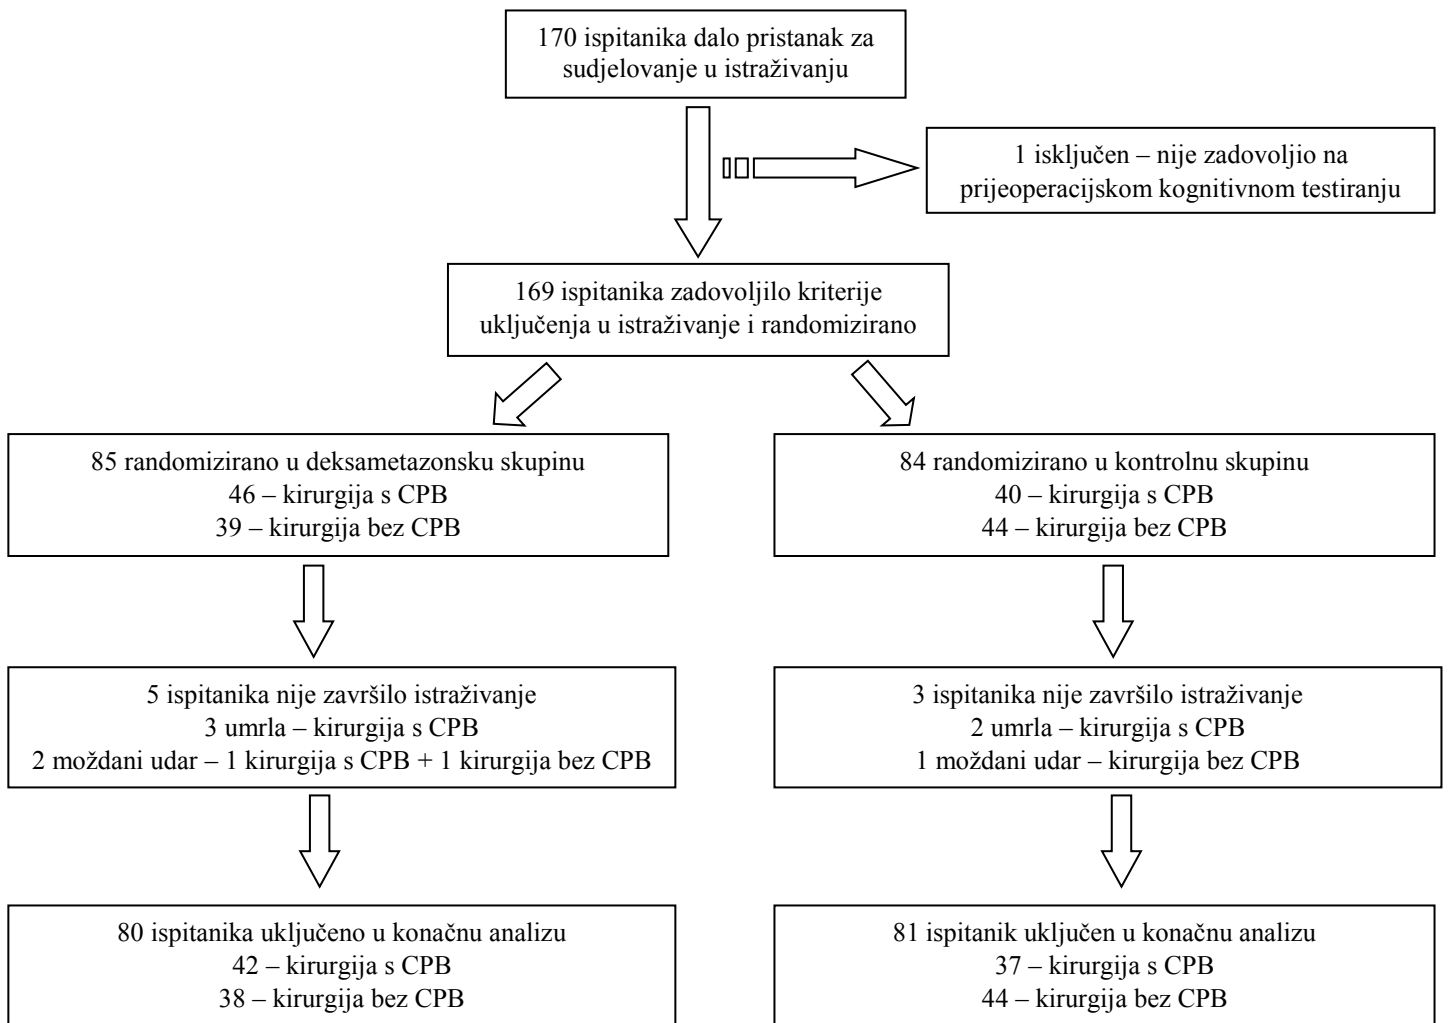 170 ispitanika dalo pristanak za
sudjelovanje u istraživanju
1 isključen – nije zadovoljio na
prijeoperacijskom kognitivnom testiranju
169 ispitanika zadovoljilo kriterije
uključenja u istraživanje i randomizirano
85 randomizirano u deksametazonsku skupinu
46 – kirurgija s CPB
39 – kirurgija bez CPB
84 randomizirano u kontrolnu skupinu
40 – kirurgija s CPB
44 – kirurgija bez CPB
5 ispitanika nije završilo istraživanje
3 umrla – kirurgija s CPB
2 moždani udar – 1 kirurgija s CPB + 1 kirurgija bez CPB
3 ispitanika nije završilo istraživanje
2 umrla – kirurgija s CPB
1 moždani udar – kirurgija bez CPB
80 ispitanika uključeno u konačnu analizu
42 – kirurgija s CPB
38 – kirurgija bez CPB
81 ispitanik uključen u konačnu analizu
37 – kirurgija s CPB
44 – kirurgija bez CPB